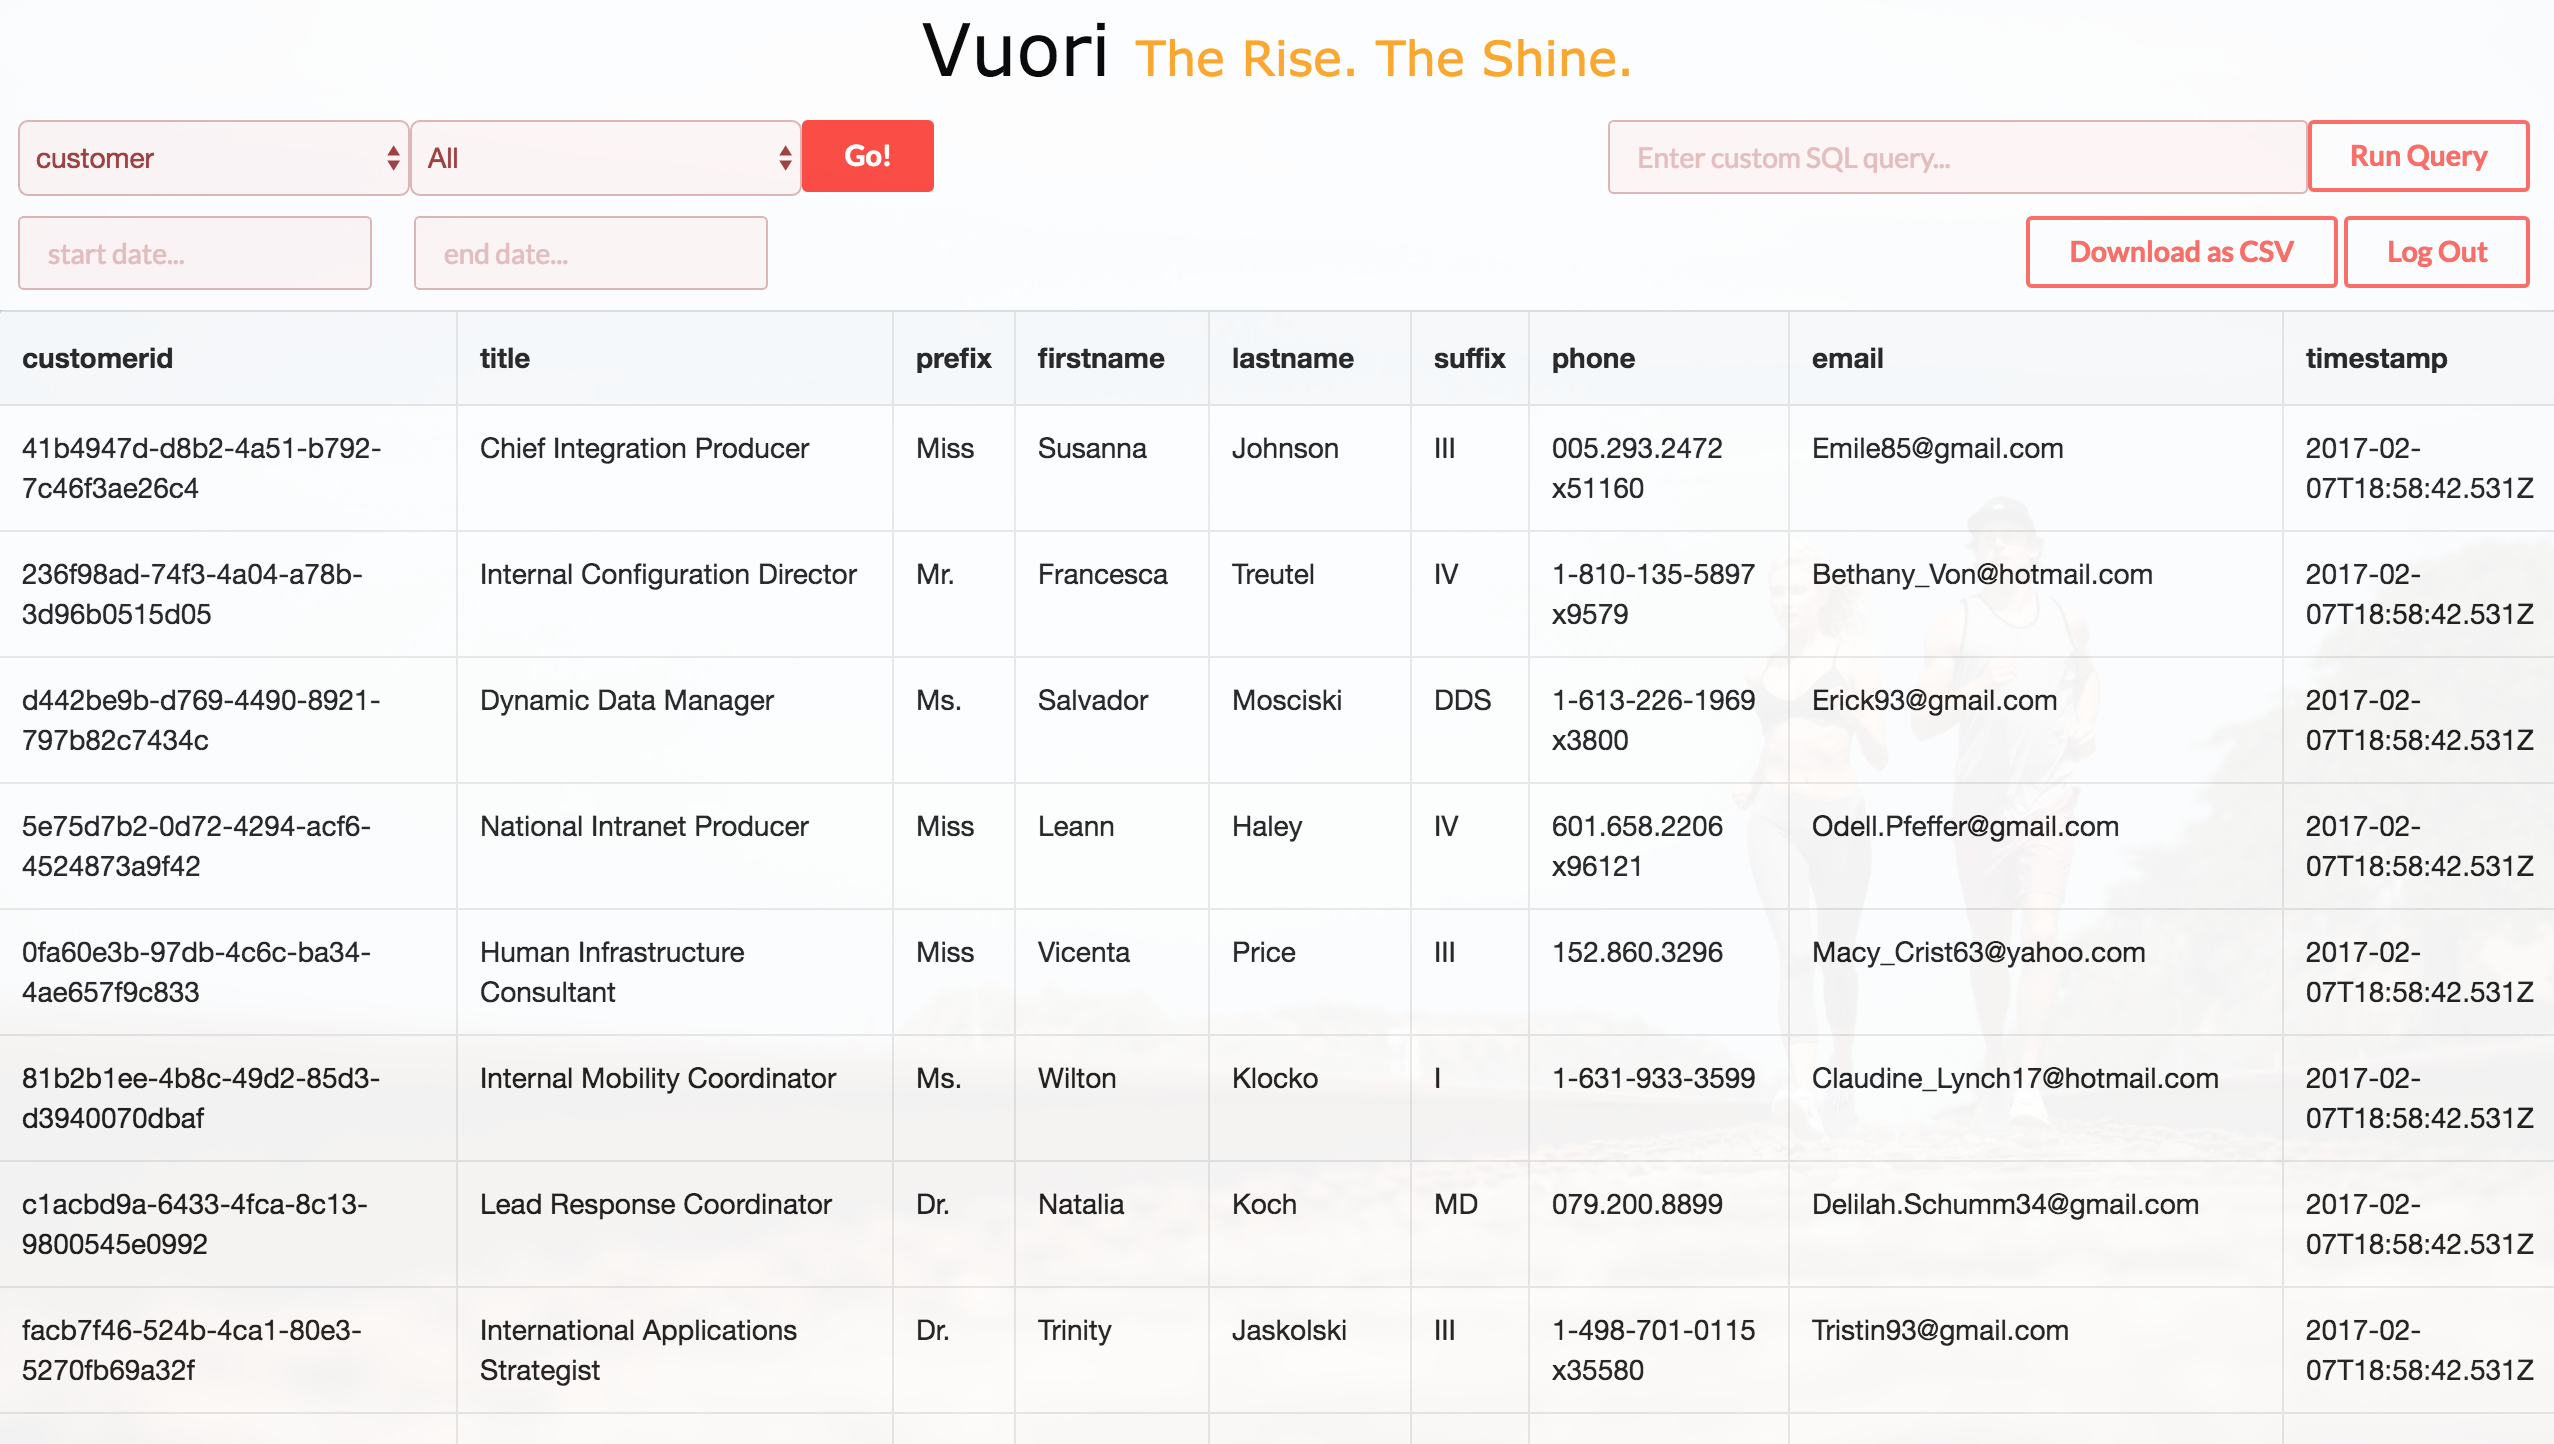 Vuori The Rise. The Shine.
customer All Go! Enter custom SQL query... Run Query
start date... end date... Download as CSV Log Out
customerid title prefix firstname lastname suffix phone email timestamp
41b4947d-d8b2-4a51-b792- Chief Integration Producer Miss Susanna Johnson III 005.293.2472 Emile85@gmail.com 2017-02-
7c46f3ae26c4 x51160 07T18:58:42.531Z
236f98ad-74f3-4a04-a78b- Internal Configuration Director Mr. Francesca Treutel IV 1-810-135-5897 Bethany_Von@hotmail.com 2017-02-
3d96b0515d05 x9579 07T18:58:42.531Z
d442be9b-d769-4490-8921- Dynamic Data Manager Ms. Salvador Mosciski DDS 1-613-226-1969 Erick93@gmail.com 2017-02-
797b82c7434c x3800 07T18:58:42.531Z
5e75d7b2-0d72-4294-acf6- National Intranet Producer Miss Leann Haley IV 601.658.2206 Odell.Pfeffer@gmail.com 2017-02-
4524873a9f42 x96121 07T18:58:42.531Z
0fa60e3b-97db-4c6c-ba34- Human Infrastructure Miss Vicenta Price III 152.860.3296 Macy_Crist63@yahoo.com 2017-02-
4ae657f9c833 Consultant 07T18:58:42.531Z
81b2b1ee-4b8c-49d2-85d3- Internal Mobility Coordinator Ms. Wilton Klocko I 1-631-933-3599 Claudine_Lynch17@hotmail.com 2017-02-
d3940070dbaf 07T18:58:42.531Z
c1acbd9a-6433-4fca-8c13- Lead Response Coordinator Dr. Natalia Koch MD 079.200.8899 Delilah.Schumm34@gmail.com 2017-02-
9800545e0992 07T18:58:42.531Z
facb7f46-524b-4ca1-80e3- International Applications Dr. Trinity Jaskolski III 1-498-701-0115 Tristin93@gmail.com 2017-02-
5270fb69a32f Strategist x35580 07T18:58:42.531Z